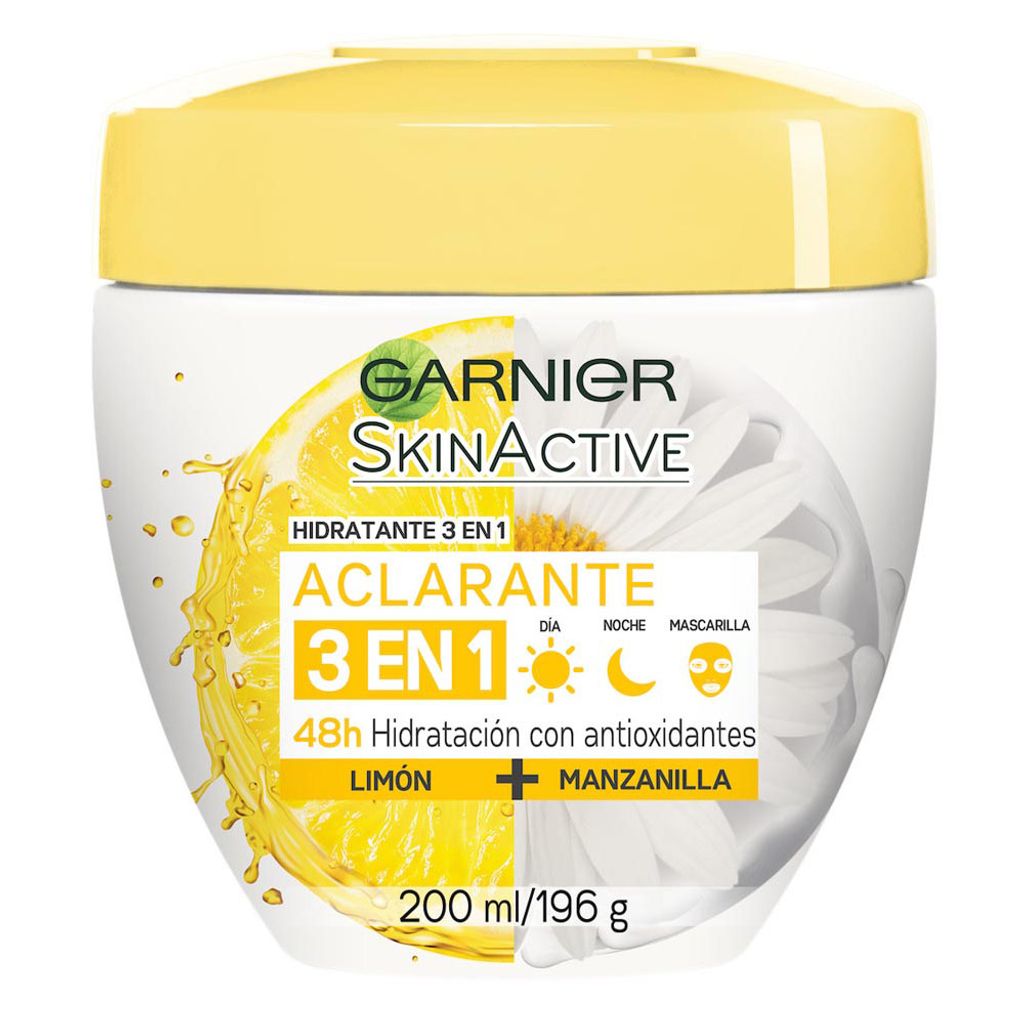 GARNIER
SKINACTIVE
HIDRATANTE 3 EN 1
ACLARANTE
3 EN 1
DÍA NOCHE MASCARILLA
48h Hidratación con antioxidantes
LIMÓN + MANZANILLA
200 ml/196 g